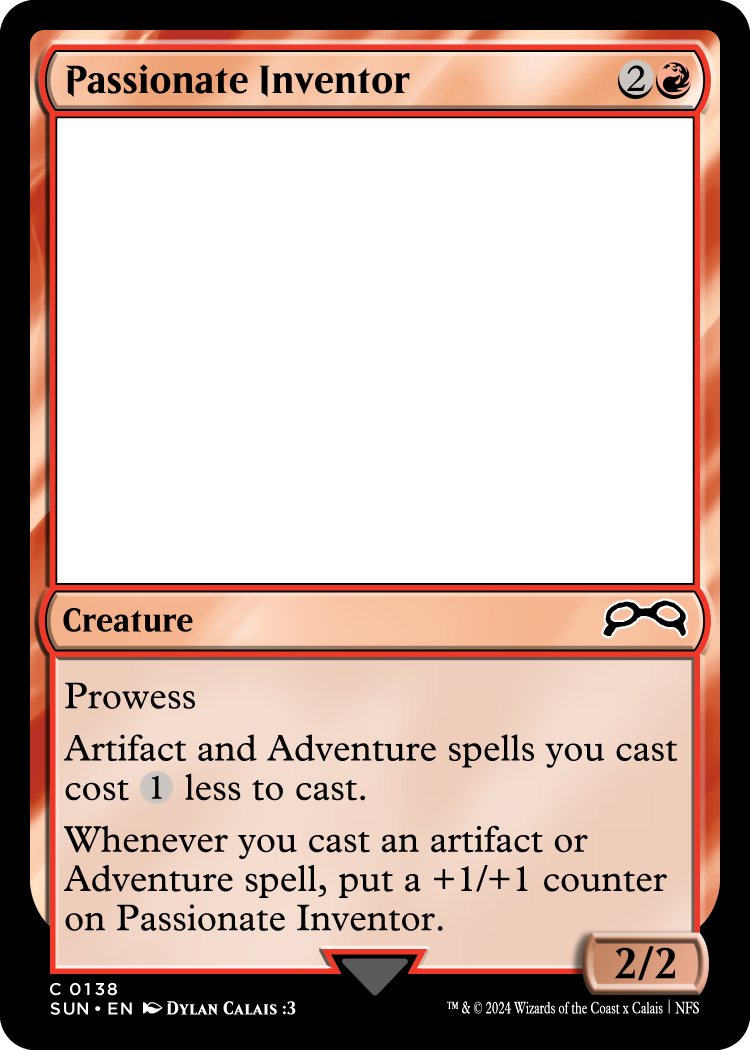 Passionate Inventor 2
Creature
Prowess
Artifact and Adventure spells you cast
cost 1 less to cast.
Whenever you cast an artifact or
Adventure spell, put a +1/+1 counter
on Passionate Inventor.
2/2
C 0138
SUN • EN Dylan Calais :3
™ & © 2024 Wizards of the Coast x Calais | NFS